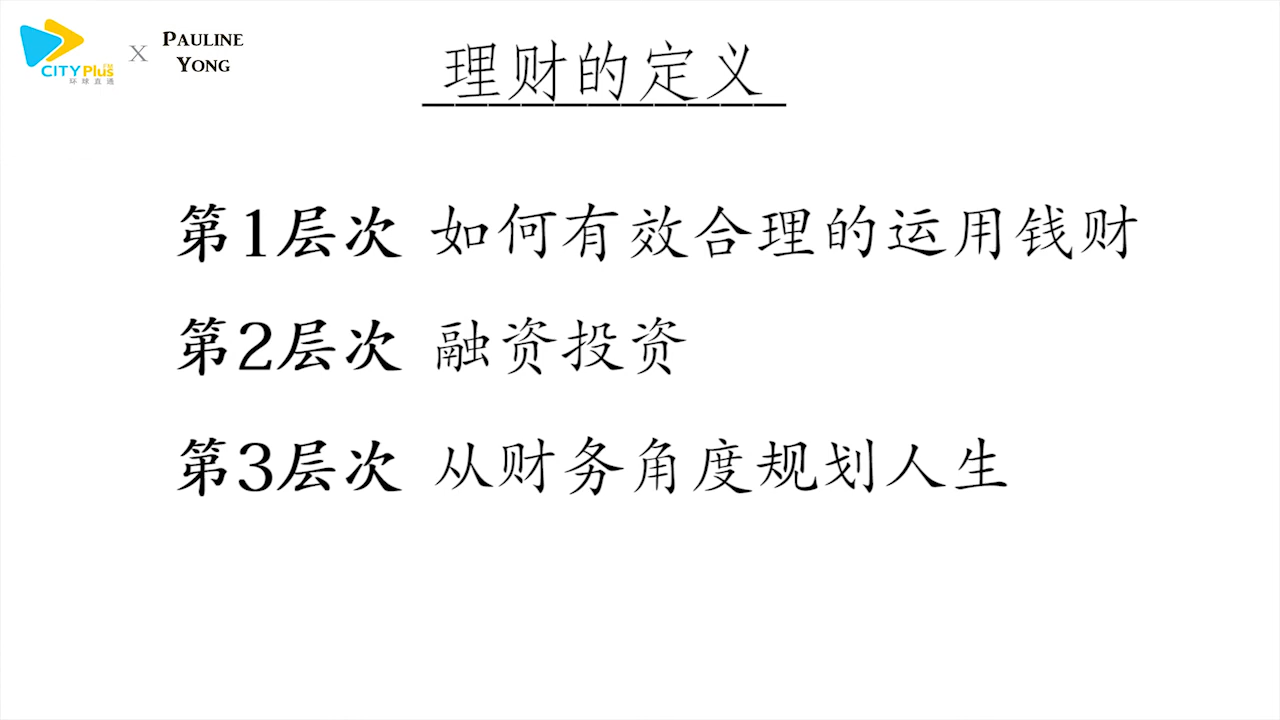 CITYPlus FM
环球直通
X
PAULINE
YONG
理财的定义
第1层次 如何有效合理的运用钱财
第2层次 融资投资
第3层次 从财务角度规划人生